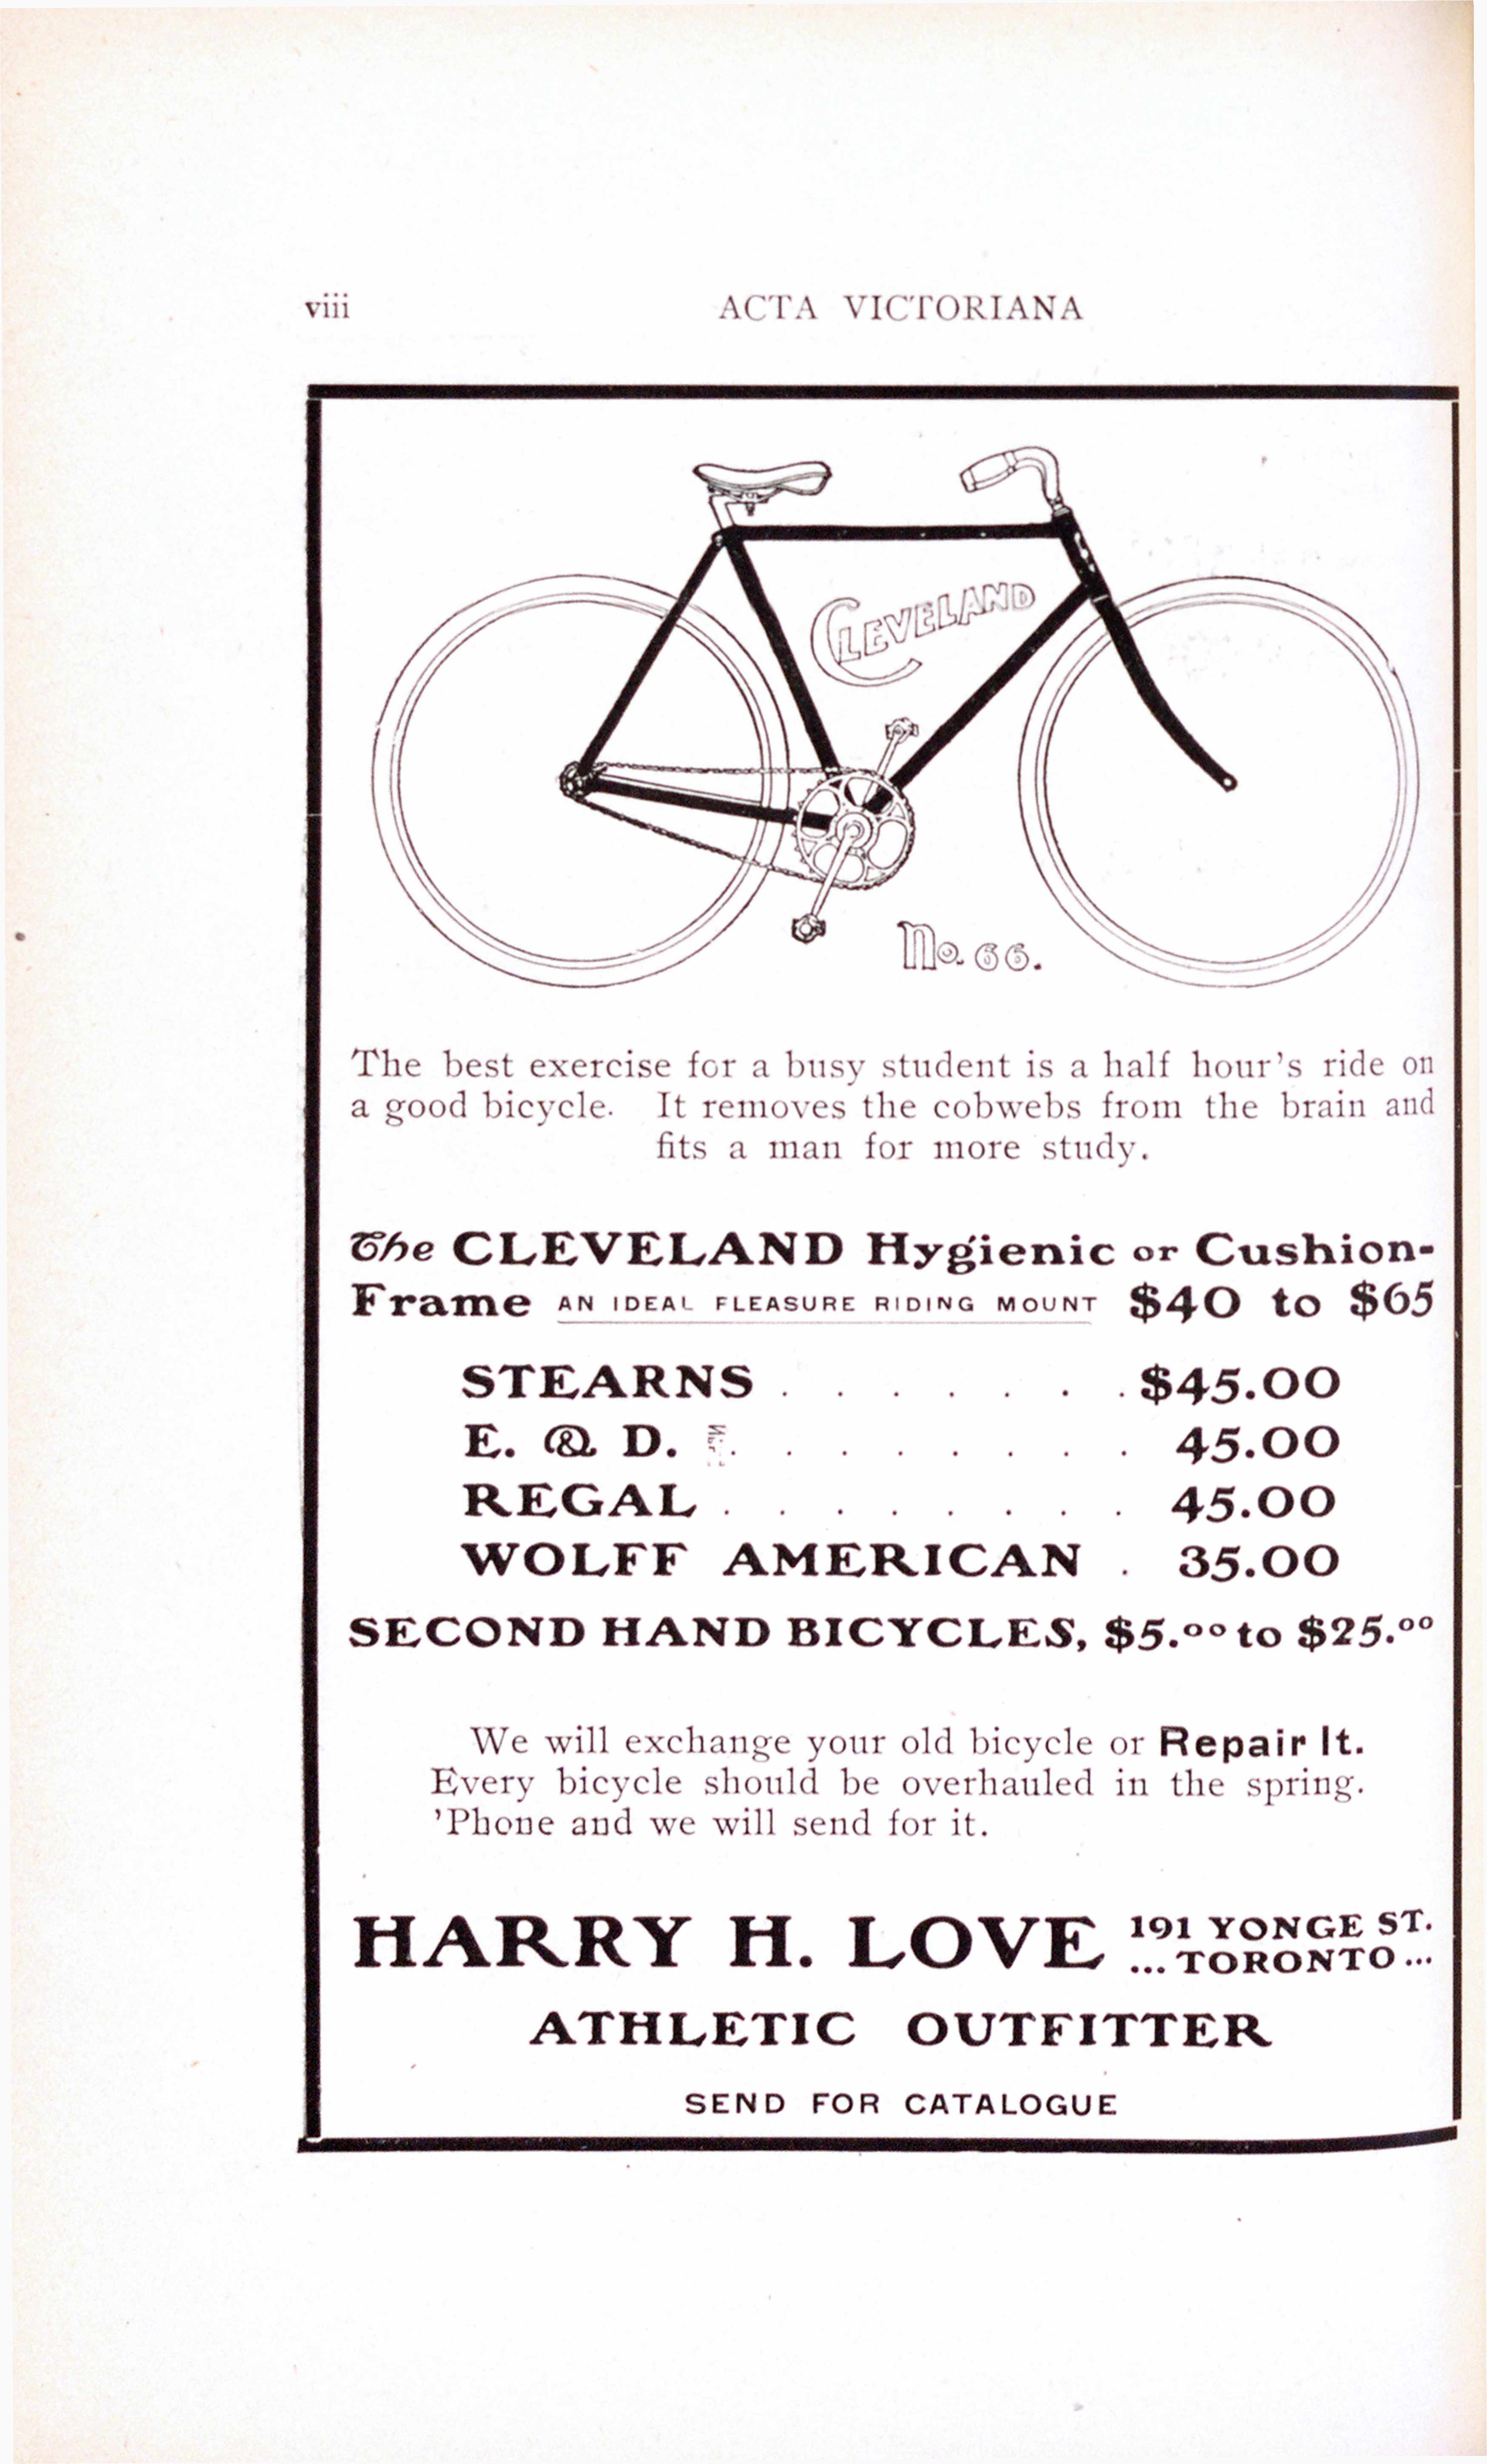 viii ACTA VICTORIANA
CLEVELAND
No. 66.
The best exercise for a busy student is a half hour's ride on
a good bicycle. It removes the cobwebs from the brain and
fits a man for more study.
The CLEVELAND Hygienic or Cushion-
Frame AN IDEAL FLEASURE RIDING MOUNT $40 to $65
STEARNS . . . . . . . $45.00
E. & D. . . . . . . . . 45.00
REGAL . . . . . . . . 45.00
WOLFF AMERICAN . 35.00
SECOND HAND BICYCLES, $5.00 to $25.00
We will exchange your old bicycle or Repair It.
Every bicycle should be overhauled in the spring.
'Phone and we will send for it.
HARRY H. LOVE 191 YONGE ST.
... TORONTO ...
ATHLETIC OUTFITTER
SEND FOR CATALOGUE